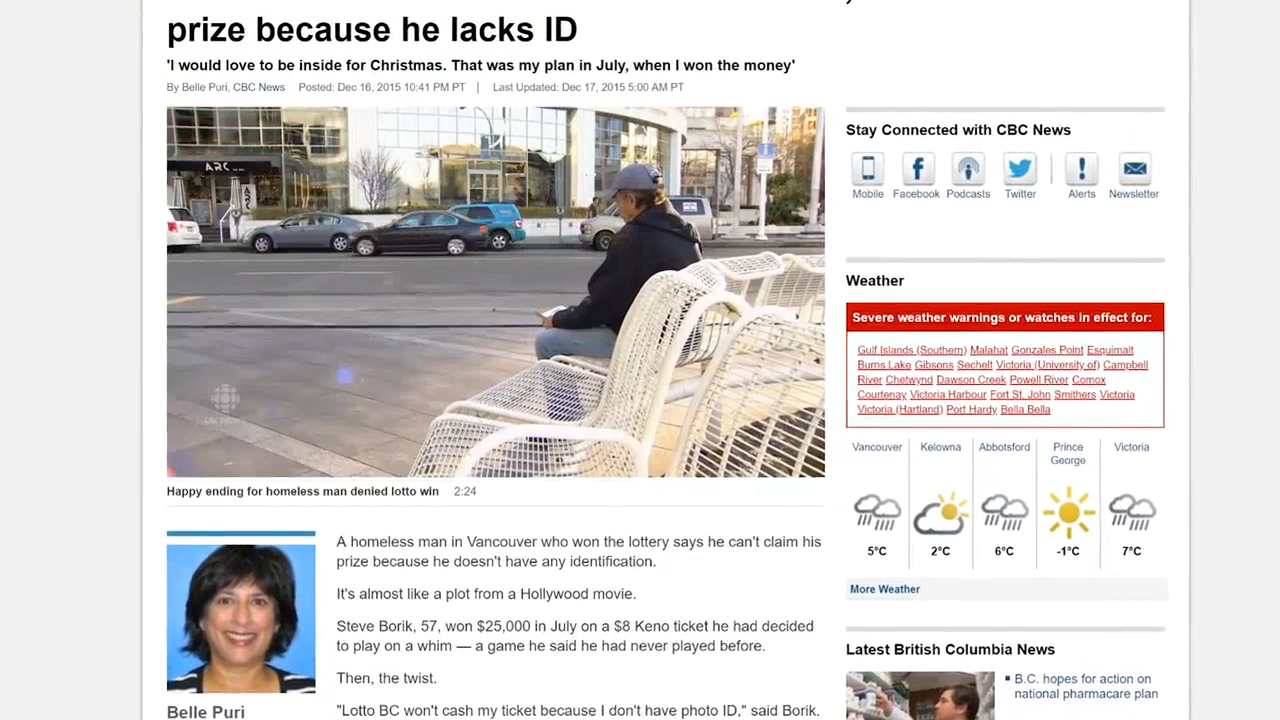 prize because he lacks ID
'I would love to be inside for Christmas. That was my plan in July, when I won the money'
By Belle Puri, CBC News Posted: Dec 16, 2015 10:41 PM PT | Last Updated: Dec 17, 2015 5:00 AM PT
ARC
Happy ending for homeless man denied lotto win 2:24
A homeless man in Vancouver who won the lottery says he can't claim his
prize because he doesn't have any identification.
It's almost like a plot from a Hollywood movie.
Steve Borik, 57, won $25,000 in July on a $8 Keno ticket he had decided
to play on a whim — a game he said he had never played before.
Then, the twist.
"Lotto BC won't cash my ticket because I don't have photo ID," said Borik.
Belle Puri
Stay Connected with CBC News
Mobile Facebook Podcasts Twitter Alerts Newsletter
Weather
Severe weather warnings or watches in effect for:
Gulf Islands (Southern) Malahat Gonzales Point Esquimalt
Burns Lake Gibsons Sechelt Victoria (University of) Campbell
River Chetwynd Dawson Creek Powell River Comox
Courtenay Victoria Harbour Fort St. John Smithers Victoria
Victoria (Hartland) Port Hardy Bella Bella
Vancouver Kelowna Abbotsford Prince George Victoria
5°C 2°C 6°C -1°C 7°C
More Weather
Latest British Columbia News
B.C. hopes for action on
national pharmacare plan